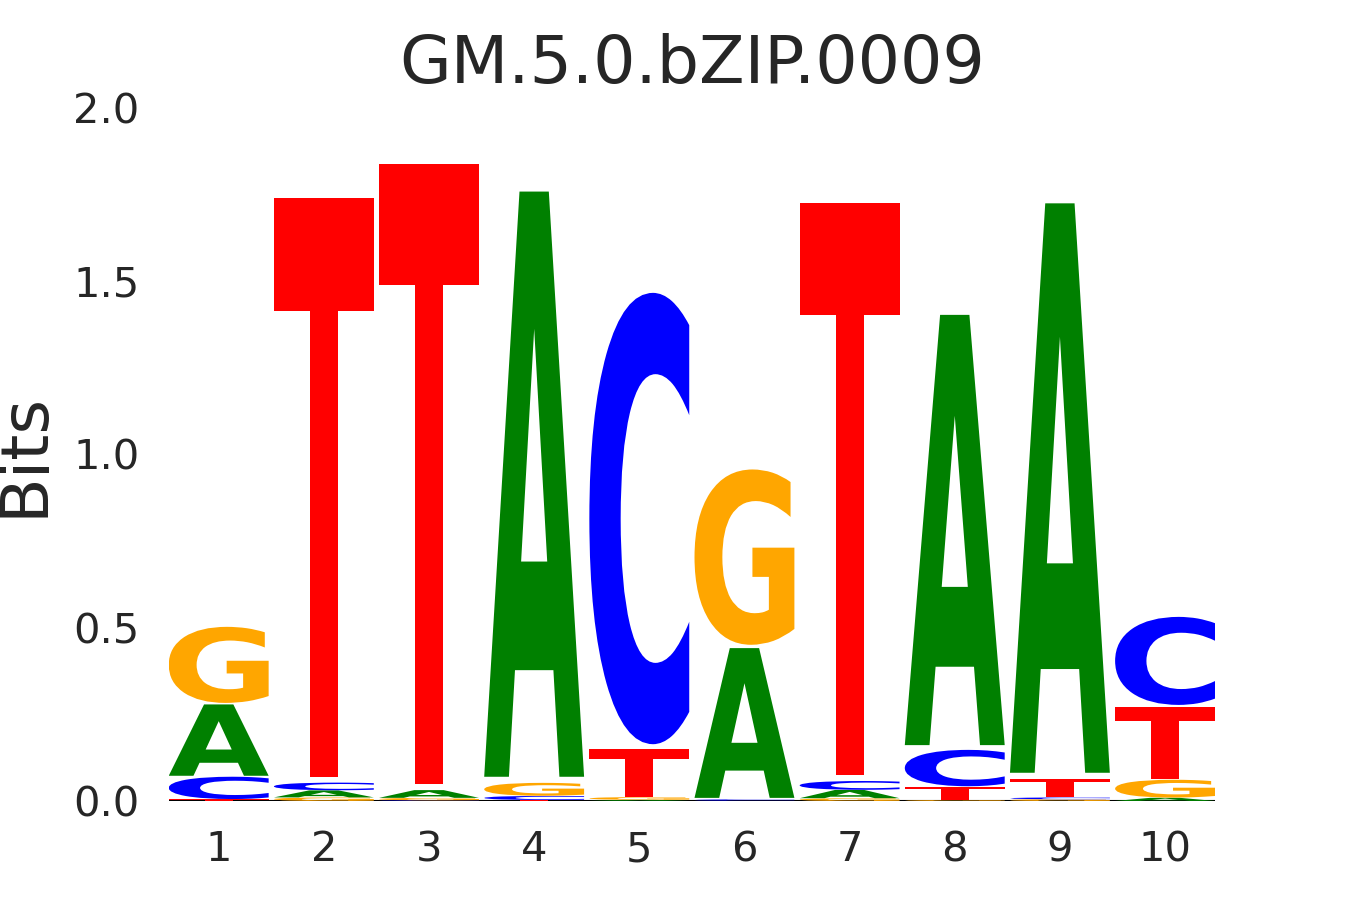 GM.5.0.bZIP.0009
2.0
1.5
1.0
0.5
0.0
Bits
G T T A C G T A A C
A C C G T A C C T T
C A A C A T G
1 2 3 4 5 6 7 8 9 10